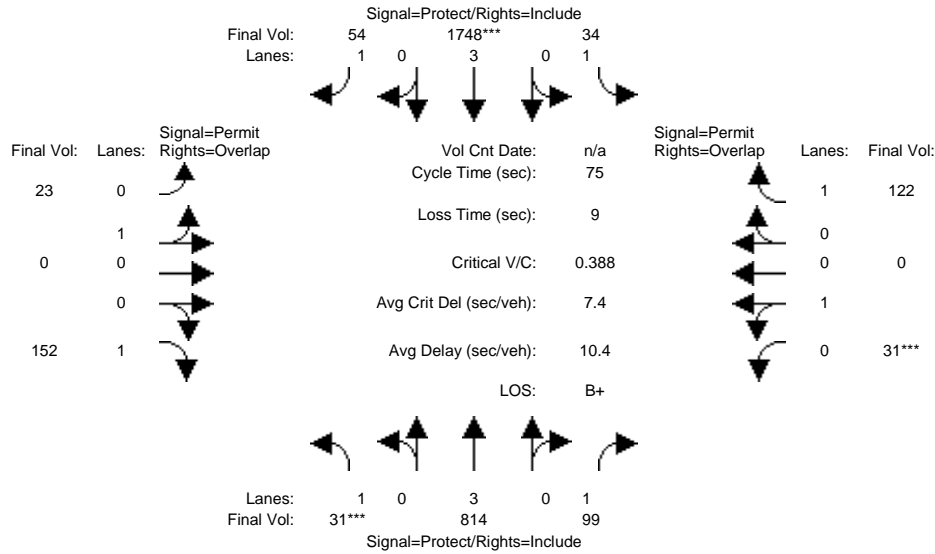 Signal=Protect/Rights=Include
Final Vol: 54 1748*** 34
Lanes: 1 0 3 0 1
Signal=Permit
Final Vol: Lanes: Rights=Overlap
Vol Cnt Date: n/a
Signal=Permit
Rights=Overlap Lanes: Final Vol:
Cycle Time (sec): 75
23 0
1 122
Loss Time (sec): 9
1
0
0 0
Critical V/C: 0.388
0 0
0
Avg Crit Del (sec/veh): 7.4
1
152 1
Avg Delay (sec/veh): 10.4
0 31***
LOS: B+
Lanes: 1 0 3 0 1
Final Vol: 31*** 814 99
Signal=Protect/Rights=Include